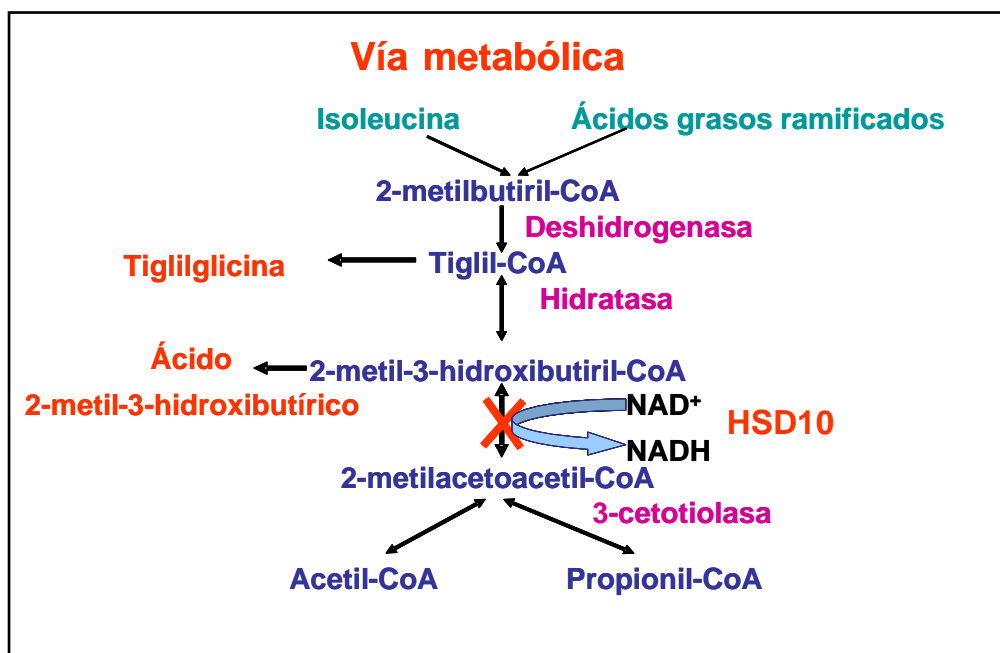 Vía metabólica
Isoleucina
Ácidos grasos ramificados
2-metilbutiril-CoA
Deshidrogenasa
Tiglilglicina
Tiglil-CoA
Hidratasa
Ácido
2-metil-3-hidroxibutírico
2-metil-3-hidroxibutiril-CoA
NAD⁺
HSD10
NADH
2-metilacetoacetil-CoA
3-cetotiolasa
Acetil-CoA
Propionil-CoA